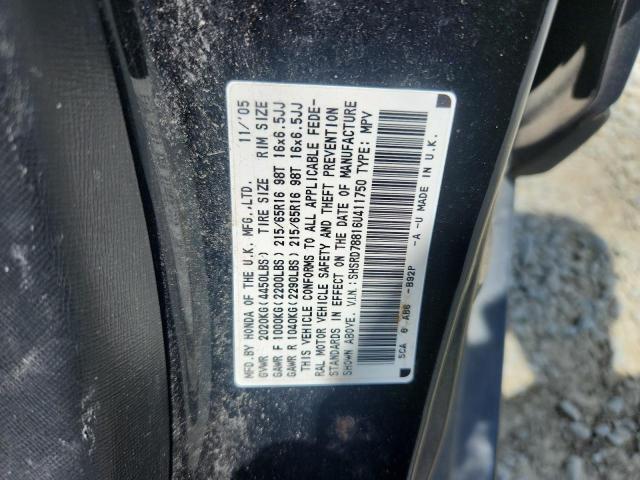 MFD.BY HONDA OF THE U.K. MFG.,LTD. 11/'05
GVWR 2020KG(4450LBS) TIRE SIZE RIM SIZE
GAWR F 1000KG(2200LBS) 215/65R16 98T 16x6.5JJ
GAWR R 1040KG(2290LBS) 215/65R16 98T 16x6.5JJ
THIS VEHICLE CONFORMS TO ALL APPLICABLE FEDE-
RAL MOTOR VEHICLE SAFETY AND THEFT PREVENTION
STANDARDS IN EFFECT ON THE DATE OF MANUFACTURE
SHOWN ABOVE. V.I.N.:SHSRD78816U411750 TYPE: MPV
5CA 6 AB6 -B92P -A -U MADE IN U.K.